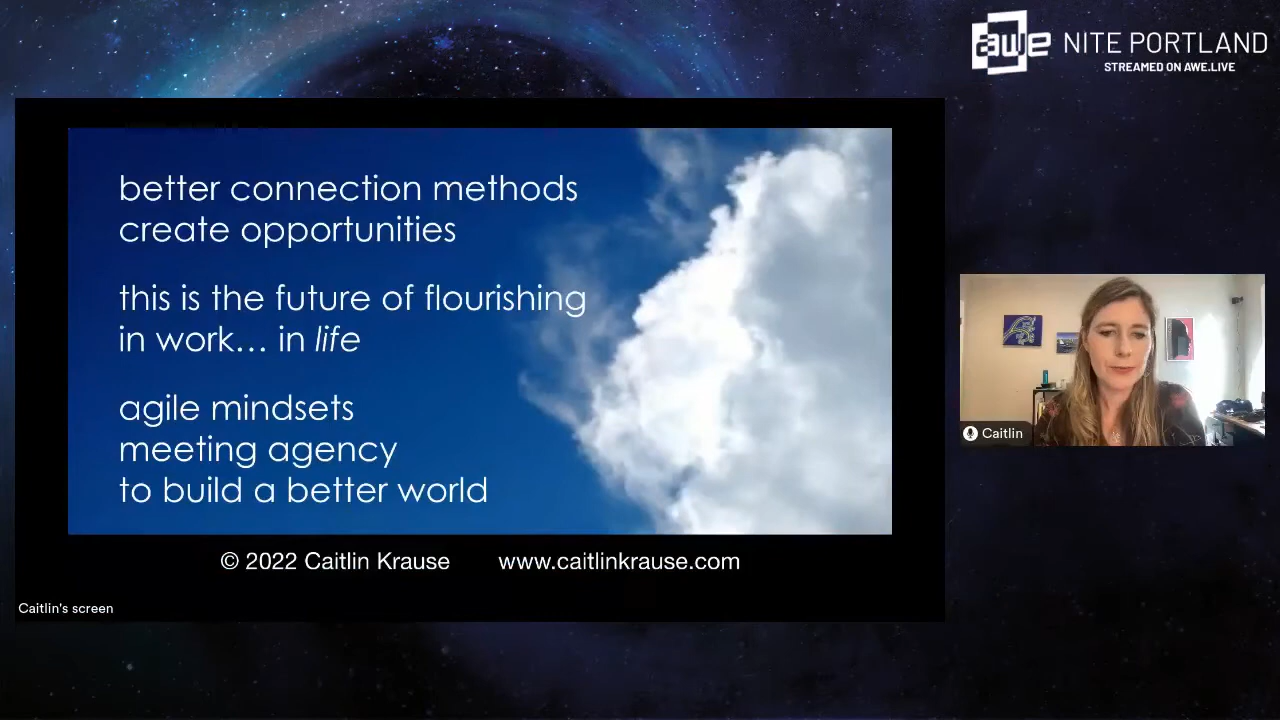 awe NITE PORTLAND
STREAMED ON AWE.LIVE
better connection methods
create opportunities
this is the future of flourishing
in work... in life
agile mindsets
meeting agency
to build a better world
© 2022 Caitlin Krause www.caitlinkrause.com
Caitlin's screen
Caitlin